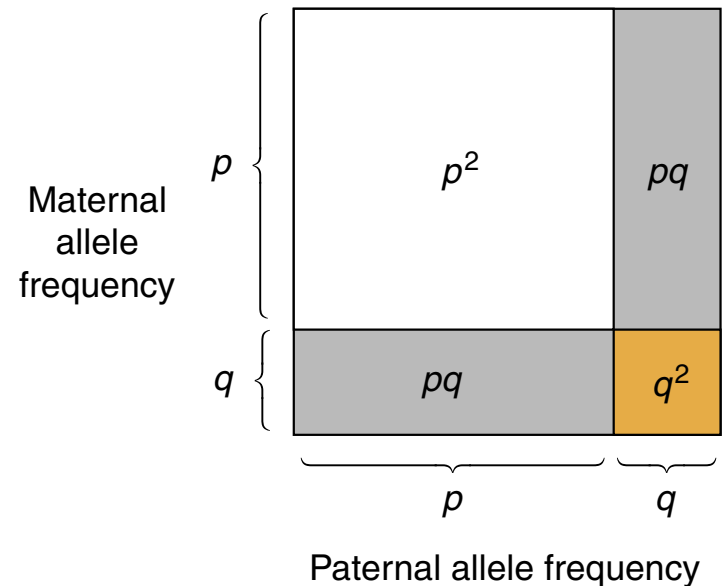 p
p²
pq
Maternal
allele
frequency
q
pq
q²
p
q
Paternal allele frequency